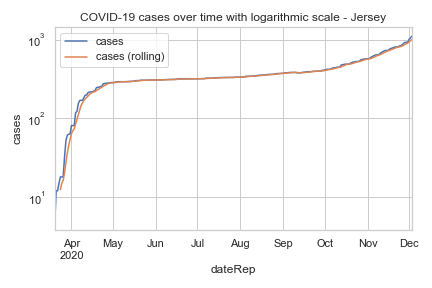 COVID-19 cases over time with logarithmic scale - Jersey
cases
cases (rolling)
10³
10²
10¹
cases
Apr May Jun Jul Aug Sep Oct Nov Dec
2020
dateRep